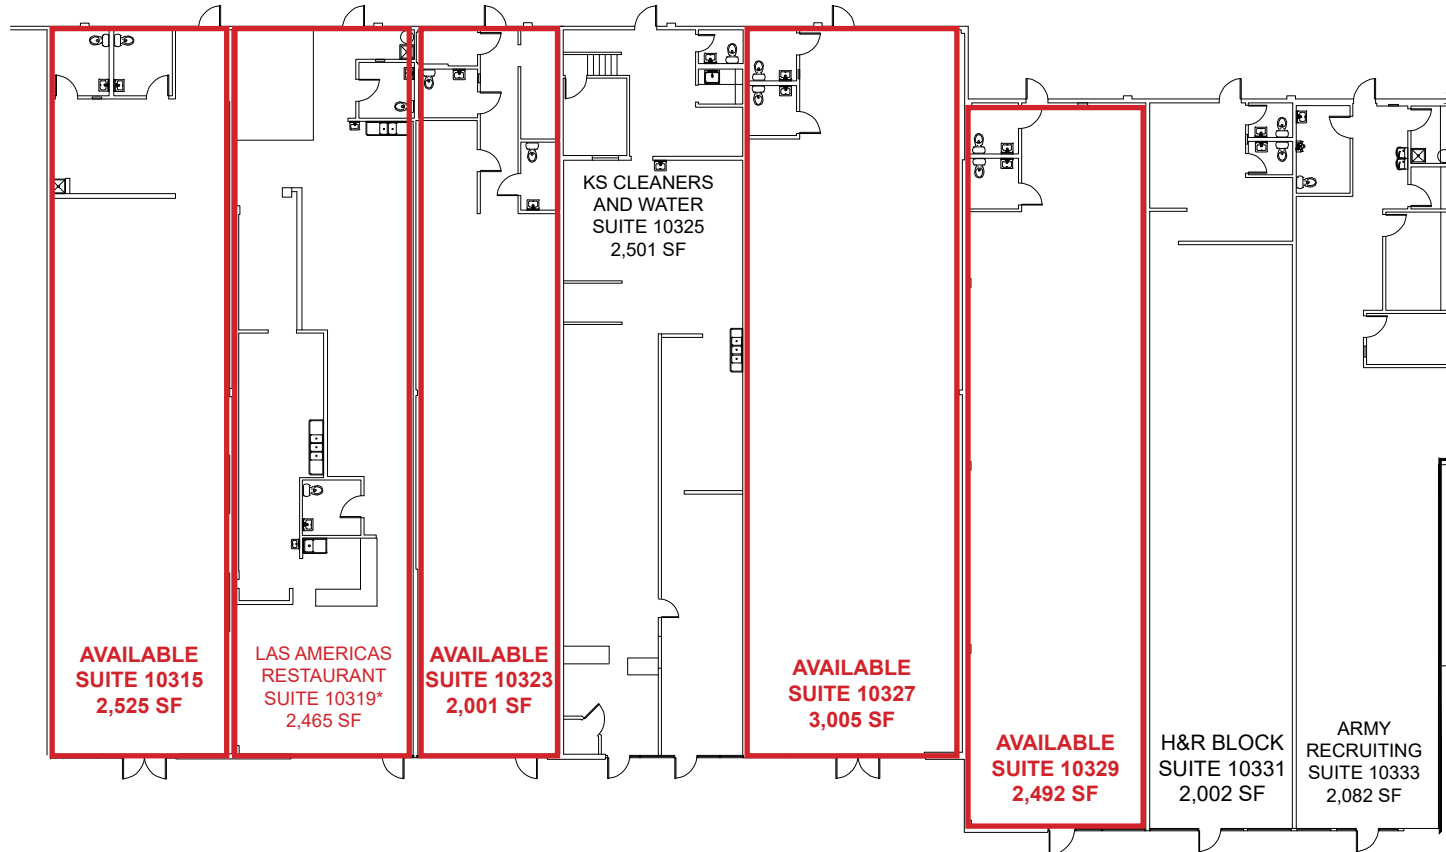 AVAILABLE
SUITE 10315
2,525 SF
LAS AMERICAS
RESTAURANT
SUITE 10319*
2,465 SF
AVAILABLE
SUITE 10323
2,001 SF
KS CLEANERS
AND WATER
SUITE 10325
2,501 SF
AVAILABLE
SUITE 10327
3,005 SF
AVAILABLE
SUITE 10329
2,492 SF
H&R BLOCK
SUITE 10331
2,002 SF
ARMY
RECRUITING
SUITE 10333
2,082 SF